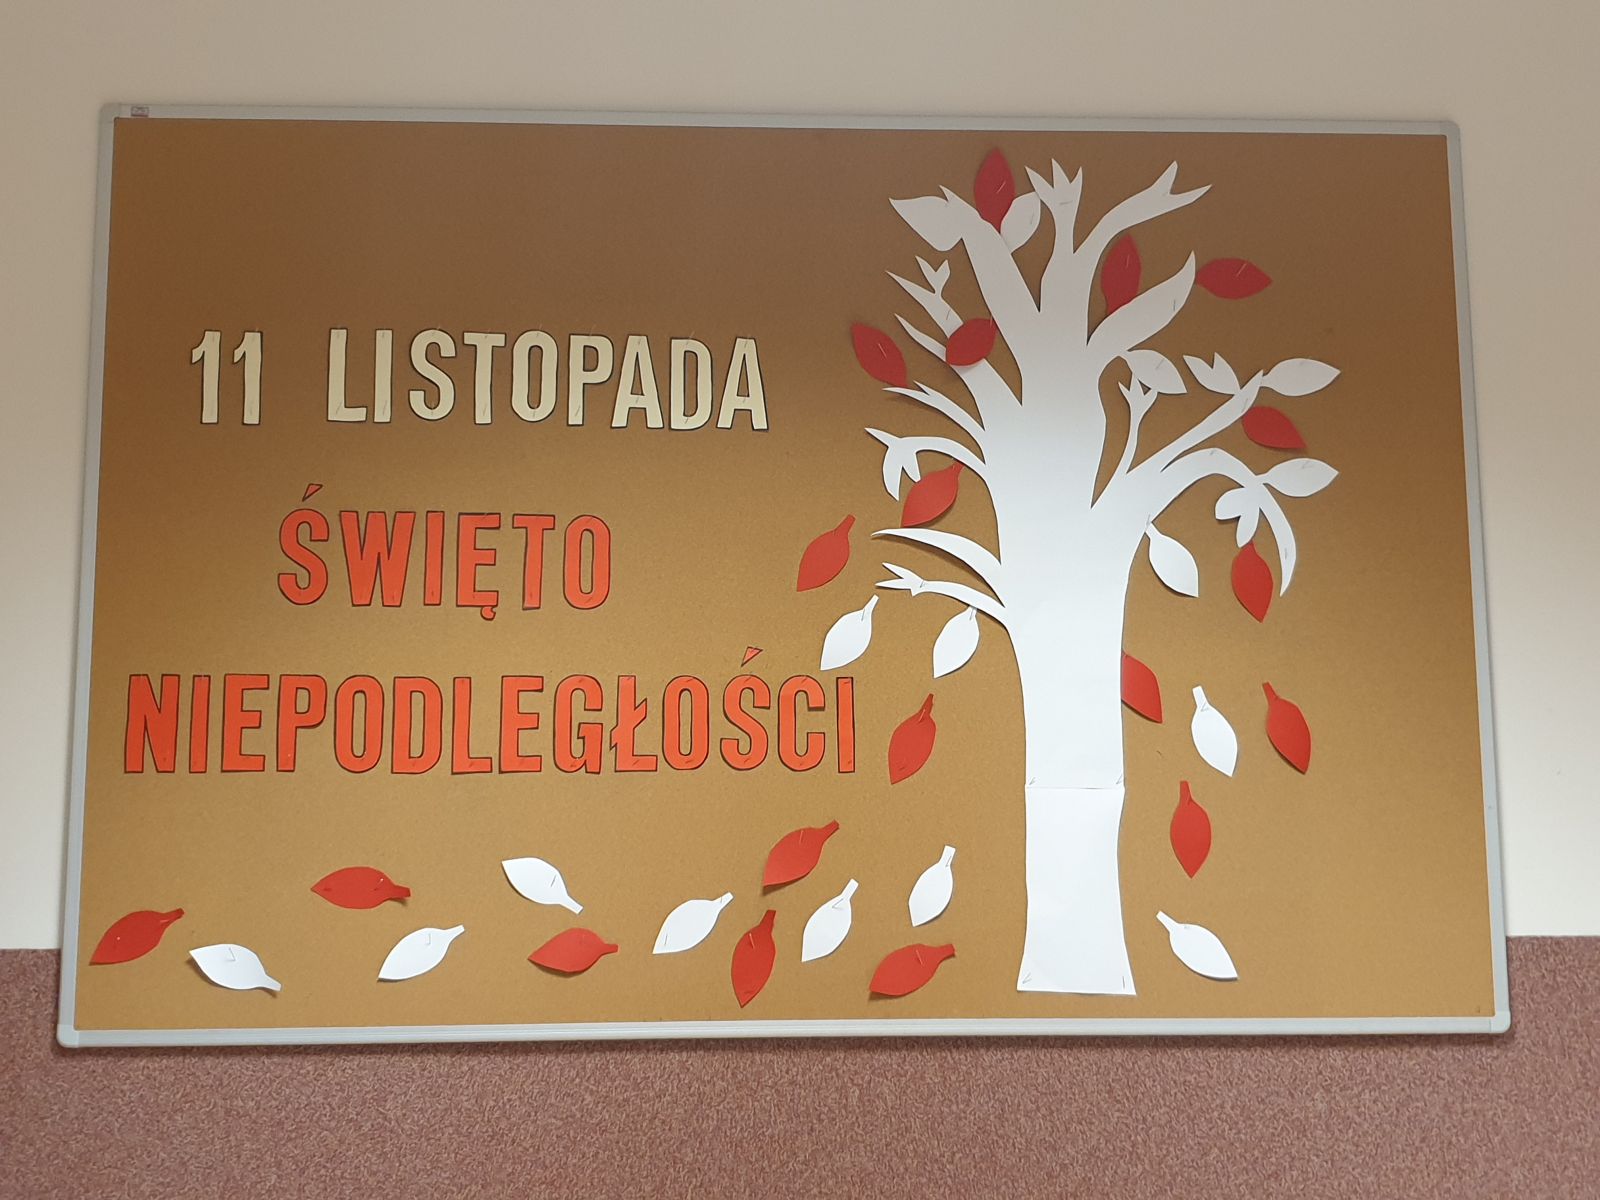 11 LISTOPADA
ŚWIĘTO
NIEPODLEGŁOŚCI